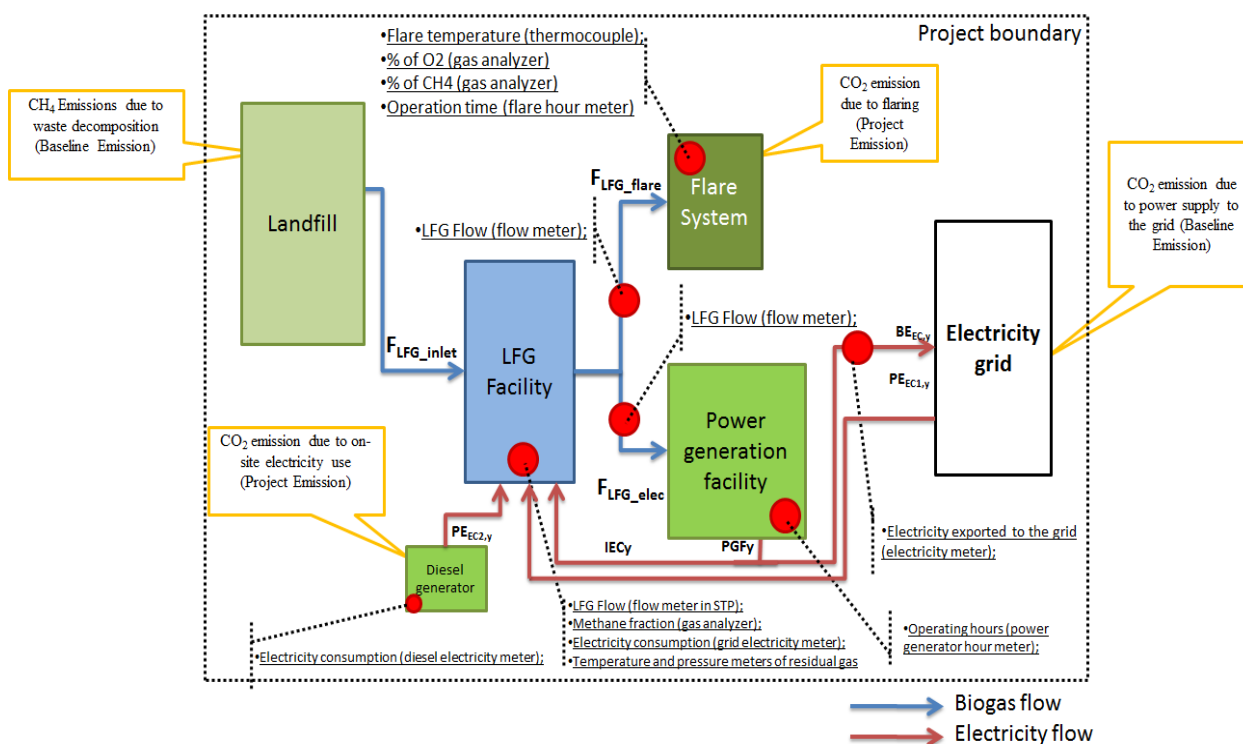 Project boundary
•Flare temperature (thermocouple);
•% of O2 (gas analyzer)
•% of CH4 (gas analyzer)
•Operation time (flare hour meter)
CH4 Emissions due to
waste decomposition
(Baseline Emission)
CO2 emission
due to flaring
(Project
Emission)
CO2 emission due
to power supply to
the grid (Baseline
Emission)
Landfill
FLFG_flare
Flare
System
•LFG Flow (flow meter);
•LFG Flow (flow meter);
FLFG_inlet
LFG
Facility
BEEC,y
PEEC1,y
Electricity
grid
Power
generation
facility
FLFG_elec
CO2 emission due to on-
site electricity use
(Project Emission)
PEEC2,y
IECy
PGFy
•Electricity exported to the grid
(electricity meter);
Diesel
generator
•LFG Flow (flow meter in STP);
•Methane fraction (gas analyzer);
•Electricity consumption (grid electricity meter);
•Temperature and pressure meters of residual gas
•Operating hours (power
generator hour meter);
•Electricity consumption (diesel electricity meter);
Biogas flow
Electricity flow